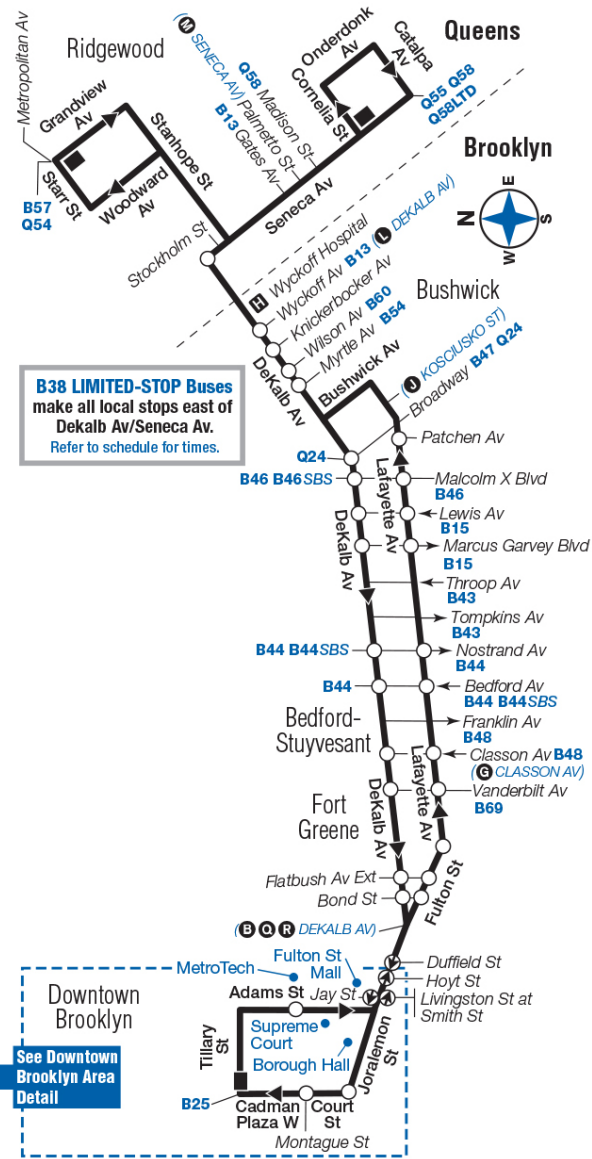 Queens
Ridgewood
Metropolitan Av
Grandview
Av
Starr St
Woodward
Av
Stanhope St
B57
Q54
(M
SENECA AV)
Q58 Madison St
Palmetto St
B13 Gates Av
Onderdonk
Av
Cornelia St
Catalpa
Av
Q55 Q58
Q58LTD
Seneca Av
Stockholm St
Brooklyn
N
E
S
W
H Wyckoff Hospital
Wyckoff Av B13 (L DEKALB AV)
Knickerbocker Av
Wilson Av B60
Myrtle Av B54
Bushwick
DeKalb Av
Bushwick Av
(J KOSCIUSKO ST)
Broadway B47 Q24
B38 LIMITED-STOP Buses
make all local stops east of
Dekalb Av/Seneca Av.
Refer to schedule for times.
Patchen Av
Q24
B46 B46SBS
Malcolm X Blvd
B46
Lewis Av
B15
Marcus Garvey Blvd
B15
DeKalb Av
Lafayette Av
Throop Av
B43
Tompkins Av
B43
B44 B44SBS
Nostrand Av
B44
B44
Bedford Av
B44 B44SBS
Bedford-
Stuyvesant
Franklin Av
B48
Classon Av B48
(G CLASSON AV)
Vanderbilt Av
B69
DeKalb Av
Lafayette Av
Fort
Greene
Flatbush Av Ext
Bond St
Fulton St
(B Q R DEKALB AV)
Duffield St
Hoyt St
Livingston St at
Smith St
MetroTech
Fulton St
Mall
Downtown
Brooklyn
Adams St
Jay St
Supreme
Court
Borough Hall
Tillary
St
Joralemon
St
See Downtown
Brooklyn Area
Detail
B25
Cadman
Plaza W
Court
St
Montague St